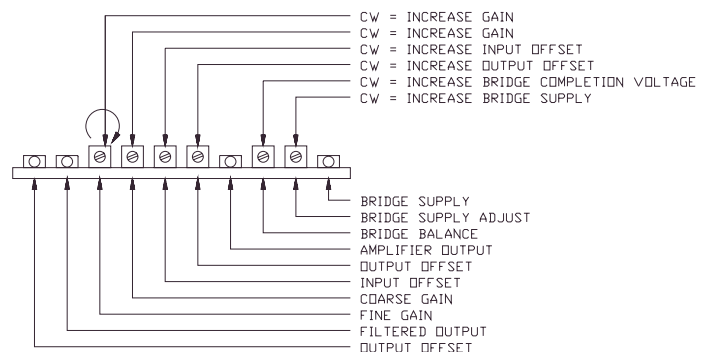 CW = INCREASE GAIN
CW = INCREASE GAIN
CW = INCREASE INPUT OFFSET
CW = INCREASE OUTPUT OFFSET
CW = INCREASE BRIDGE COMPLETION VOLTAGE
CW = INCREASE BRIDGE SUPPLY
BRIDGE SUPPLY
BRIDGE SUPPLY ADJUST
BRIDGE BALANCE
AMPLIFIER OUTPUT
OUTPUT OFFSET
INPUT OFFSET
COARSE GAIN
FINE GAIN
FILTERED OUTPUT
OUTPUT OFFSET